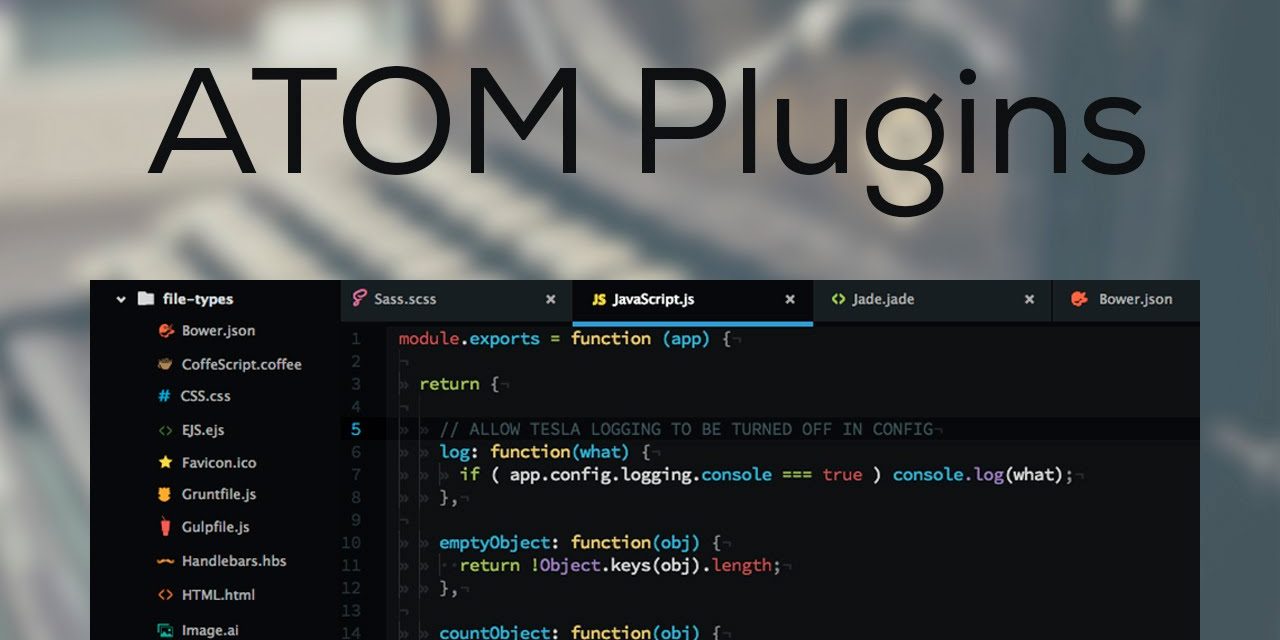 ATOM Plugins
file-types
Bower.json
CoffeScript.coffee
CSS.css
EJS.ejs
Favicon.ico
Gruntfile.js
Gulpfile.js
Handlebars.hbs
HTML.html
Image.ai
Sass.scss × JS JavaScript.js × <> Jade.jade × Bower.json
1 module.exports = function (app) {
2
3 return {
4
5 // ALLOW TESLA LOGGING TO BE TURNED OFF IN CONFIG
6 log: function(what) {
7 if ( app.config.logging.console === true ) console.log(what);
8 },
9
10 emptyObject: function(obj) {
11 return !Object.keys(obj).length;
12 },
13
14 countObject: function(obj) {